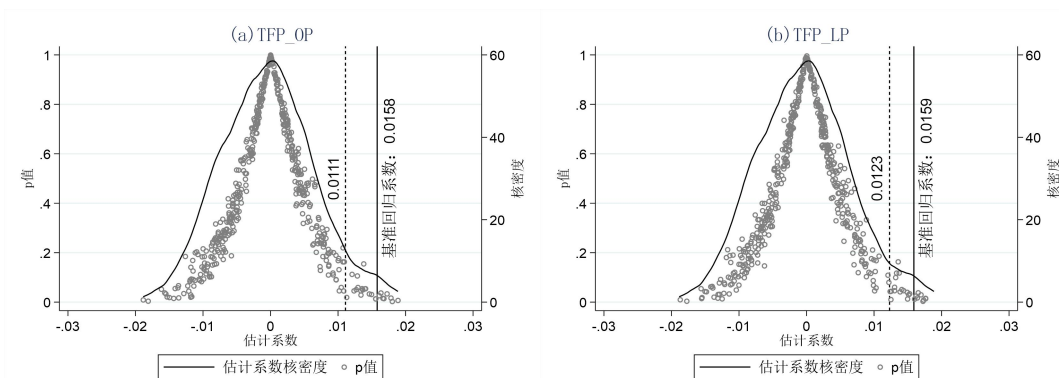 (a)TFP_OP
1
.8
.6
.4
.2
0
p值
60
40
20
0
核密度
0.0111
基准回归系数：0.0158
-.03
-.02
-.01
0
.01
.02
.03
估计系数
估计系数核密度
p值
(b)TFP_LP
1
.8
.6
.4
.2
0
p值
60
40
20
0
核密度
0.0123
基准回归系数：0.0159
-.03
-.02
-.01
0
.01
.02
.03
估计系数
估计系数核密度
p值